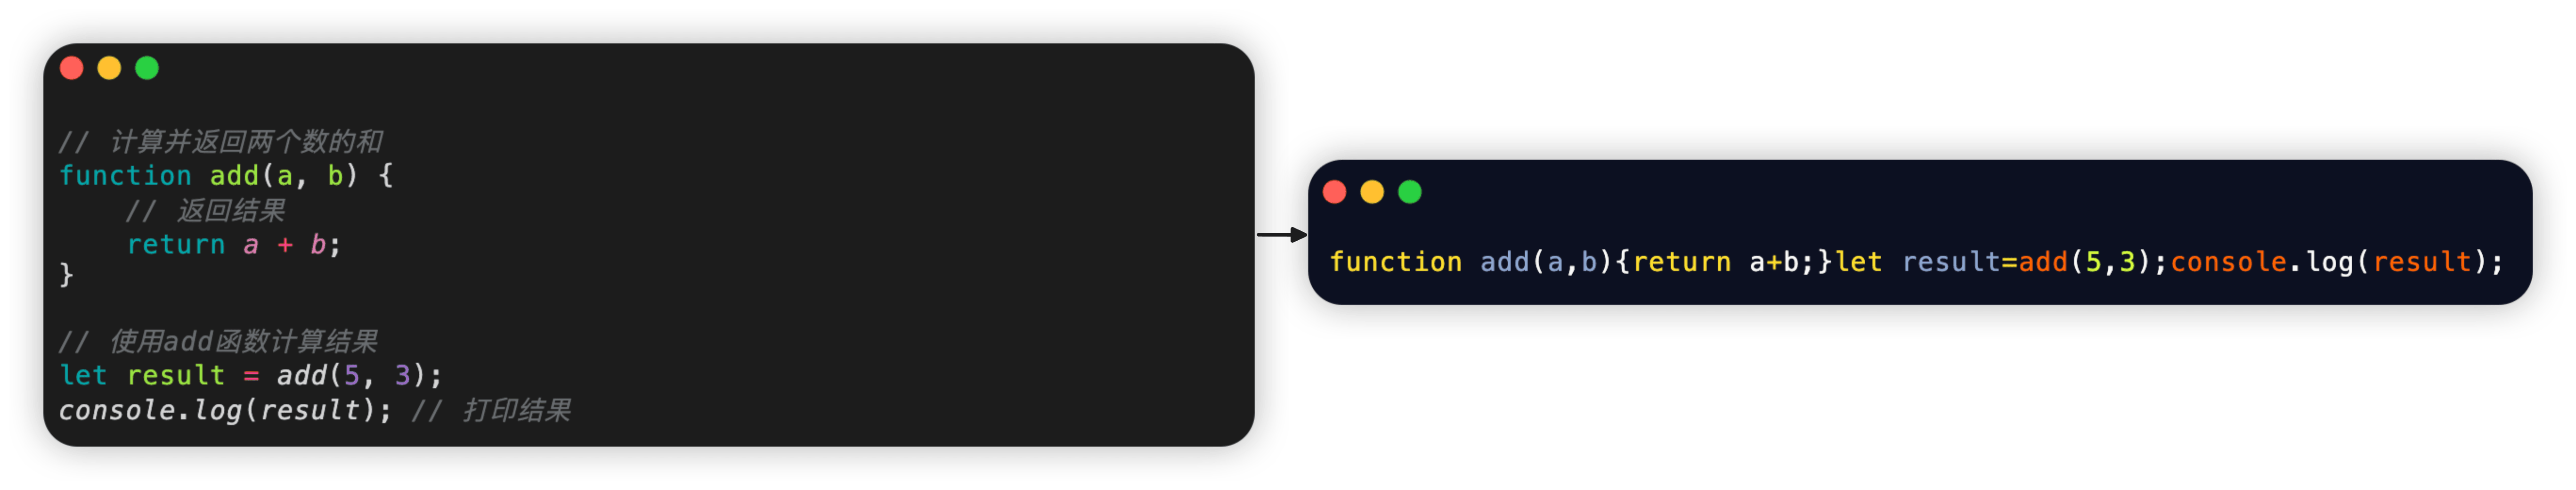 // 计算并返回两个数的和
function add(a, b) {
    // 返回结果
    return a + b;
}
// 使用add函数计算结果
let result = add(5, 3);
console.log(result); // 打印结果
function add(a,b){return a+b;}let result=add(5,3);console.log(result);